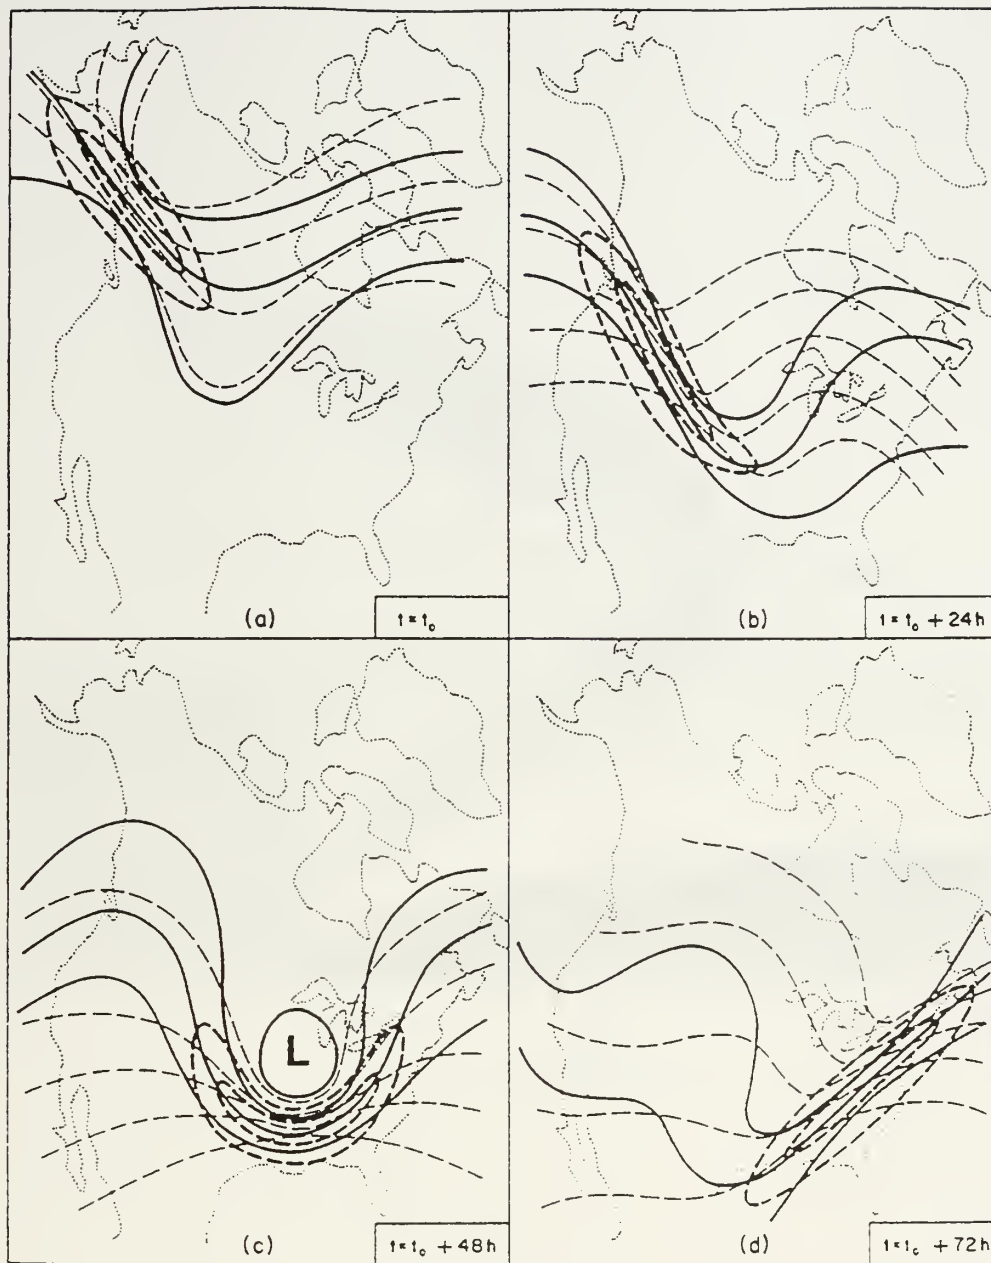 (a)
t = t₀
(b)
t = t₀ + 24h
L
(c)
t = t₀ + 48h
(d)
t = t₀ + 72h